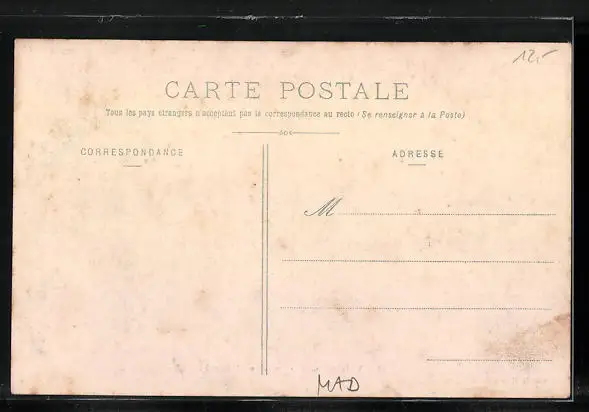 12,-
CARTE POSTALE
Tous les pays étrangers n'acceptent pas la correspondance au recto (Se renseigner à la Poste)
CORRESPONDANCE
ADRESSE
M
MAD